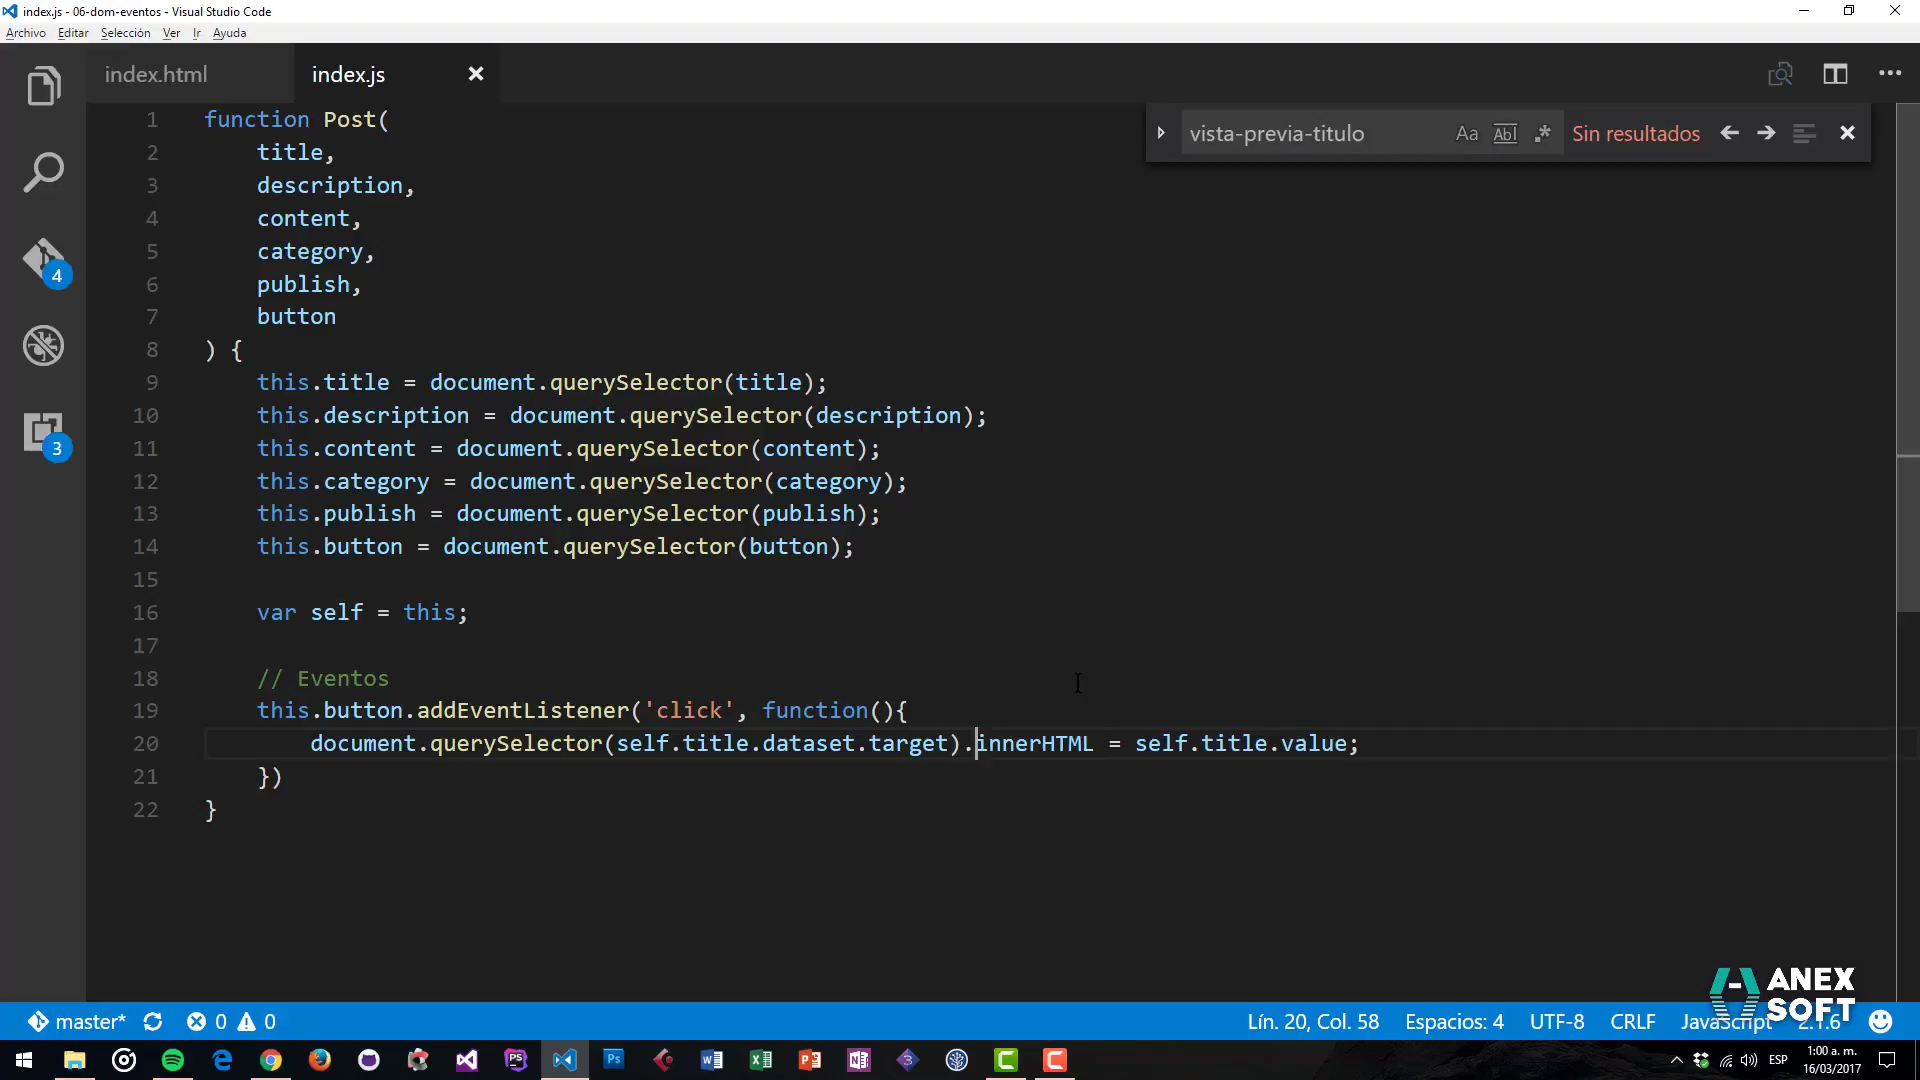 index.js - 06-dom-eventos - Visual Studio Code
Archivo Editar Selección Ver Ir Ayuda
index.html index.js
vista-previa-titulo Aa Abl .* Sin resultados
1 function Post(
2 title,
3 description,
4 content,
5 category,
6 publish,
7 button
8 ) {
9 this.title = document.querySelector(title);
10 this.description = document.querySelector(description);
11 this.content = document.querySelector(content);
12 this.category = document.querySelector(category);
13 this.publish = document.querySelector(publish);
14 this.button = document.querySelector(button);
15
16 var self = this;
17
18 // Eventos
19 this.button.addEventListener('click', function(){
20 document.querySelector(self.title.dataset.target).innerHTML = self.title.value;
21 })
22 }
4
3
ANEX
SOFT
master* 0 0 Lín. 20, Col. 58 Espacios: 4 UTF-8 CRLF JavaScript 2.1.6
ESP 1:00 a. m.
16/03/2017